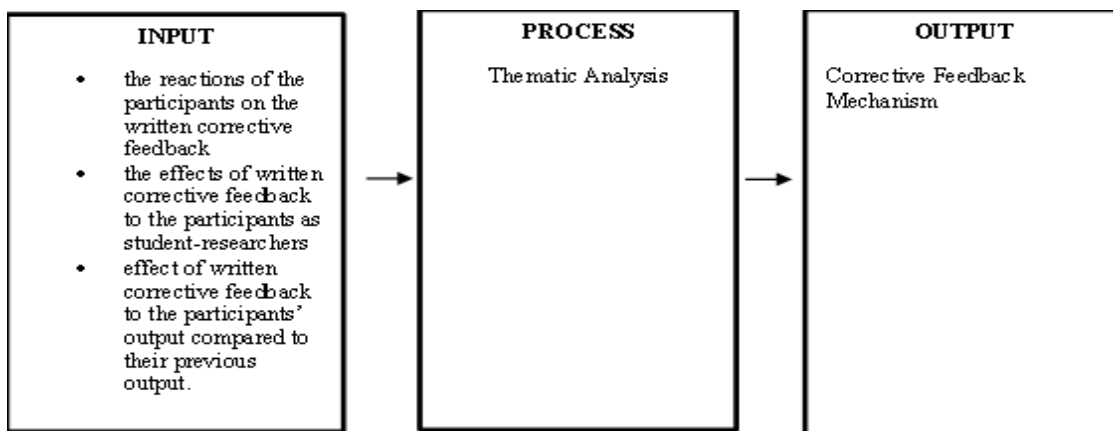 INPUT
• the reactions of the
participants on the
written corrective
feedback
• the effects of written
corrective feedback
to the participants as
student-researchers
• effect of written
corrective feedback
to the participants’
output compared to
their previous
output.
PROCESS
Thematic Analysis
OUTPUT
Corrective Feedback
Mechanism